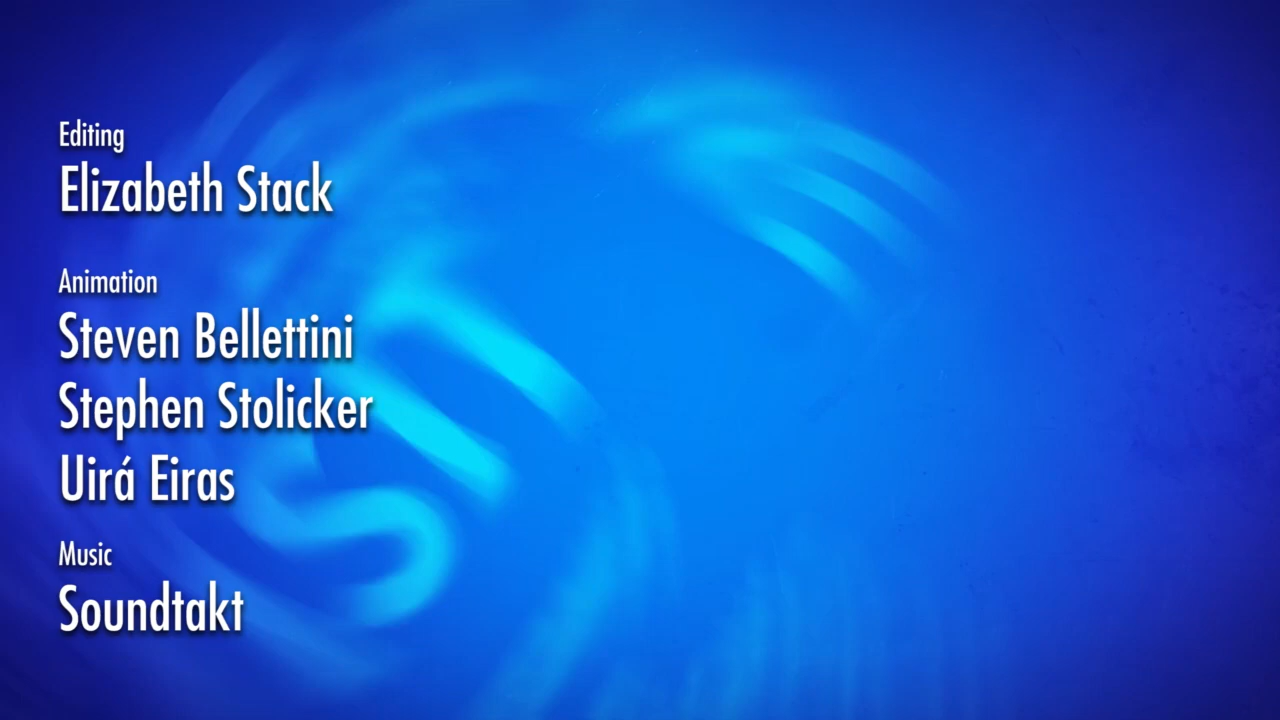 Editing
Elizabeth Stack
Animation
Steven Bellettini
Stephen Stolicker
Uirá Eiras
Music
Soundtakt